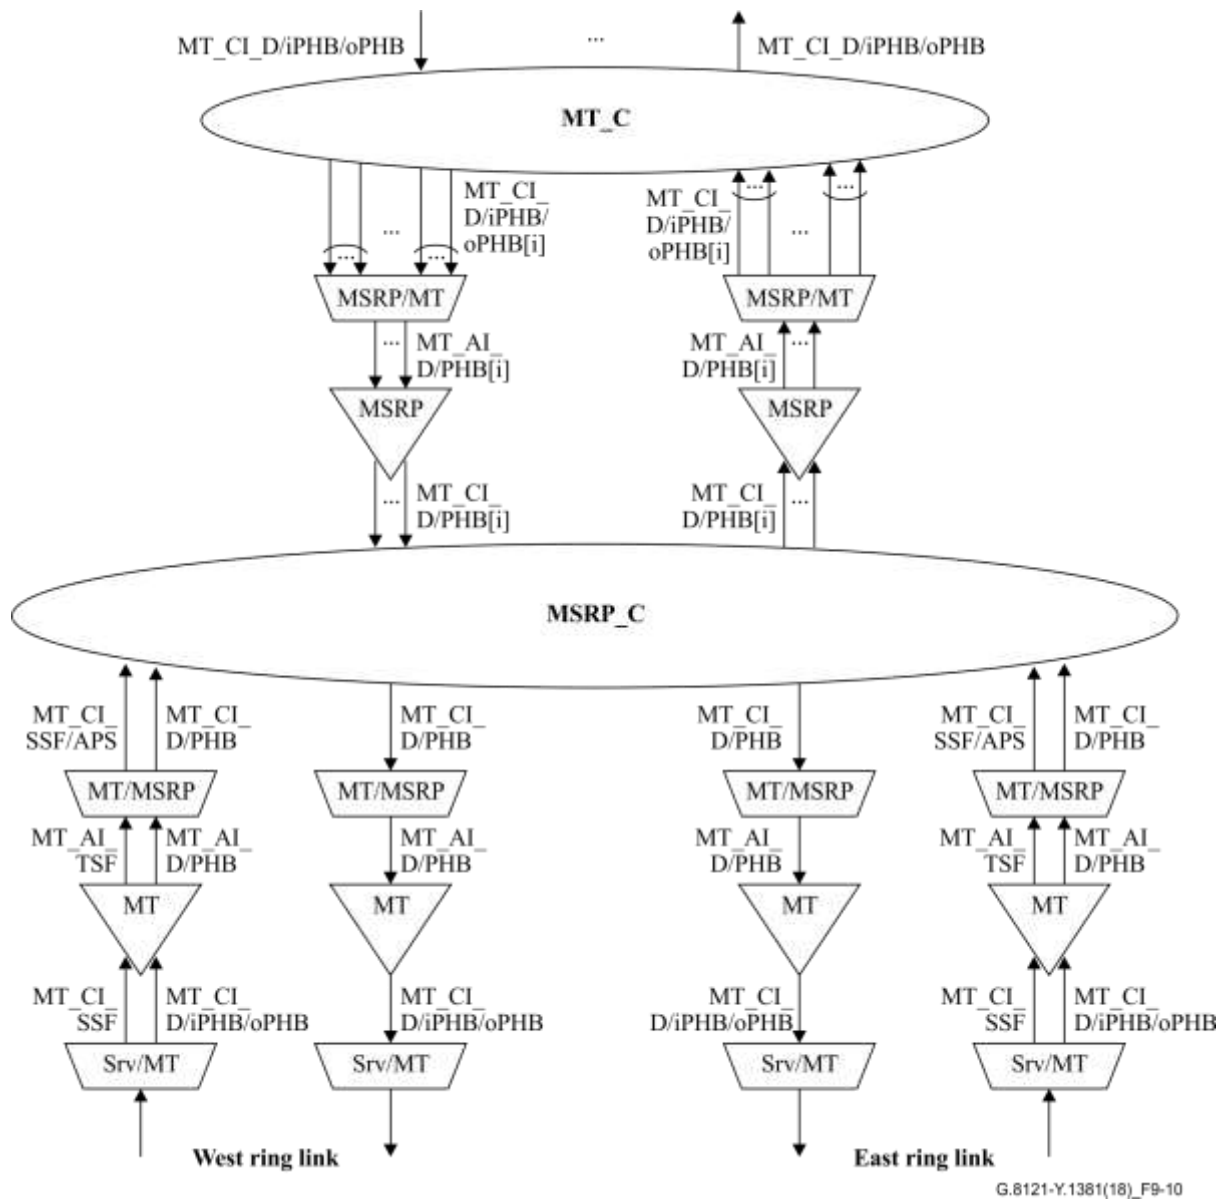 MT_CI_D/iPHB/oPHB
...
MT_CI_D/iPHB/oPHB
MT_C
MT_CI_
D/iPHB/
oPHB[i]
...
...
...
MT_CI_
D/iPHB/
oPHB[i]
...
...
...
MSRP/MT
MSRP/MT
...
MT_AI_
D/PHB[i]
MT_AI_
D/PHB[i]
...
MSRP
MSRP
...
MT_CI_
D/PHB[i]
MT_CI_
D/PHB[i]
...
MSRP_C
MT_CI_
SSF/APS
MT_CI_
D/PHB
MT_CI_
D/PHB
MT_CI_
D/PHB
MT_CI_
SSF/APS
MT_CI_
D/PHB
MT/MSRP
MT/MSRP
MT/MSRP
MT/MSRP
MT_AI_
TSF
MT_AI_
D/PHB
MT_AI_
D/PHB
MT_AI_
D/PHB
MT_AI_
TSF
MT_AI_
D/PHB
MT
MT
MT
MT
MT_CI_
SSF
MT_CI_
D/iPHB/oPHB
MT_CI_
D/iPHB/oPHB
MT_CI_
D/iPHB/oPHB
MT_CI_
SSF
MT_CI_
D/iPHB/oPHB
Srv/MT
Srv/MT
Srv/MT
Srv/MT
West ring link
East ring link
G.8121-Y.1381(18)_F9-10